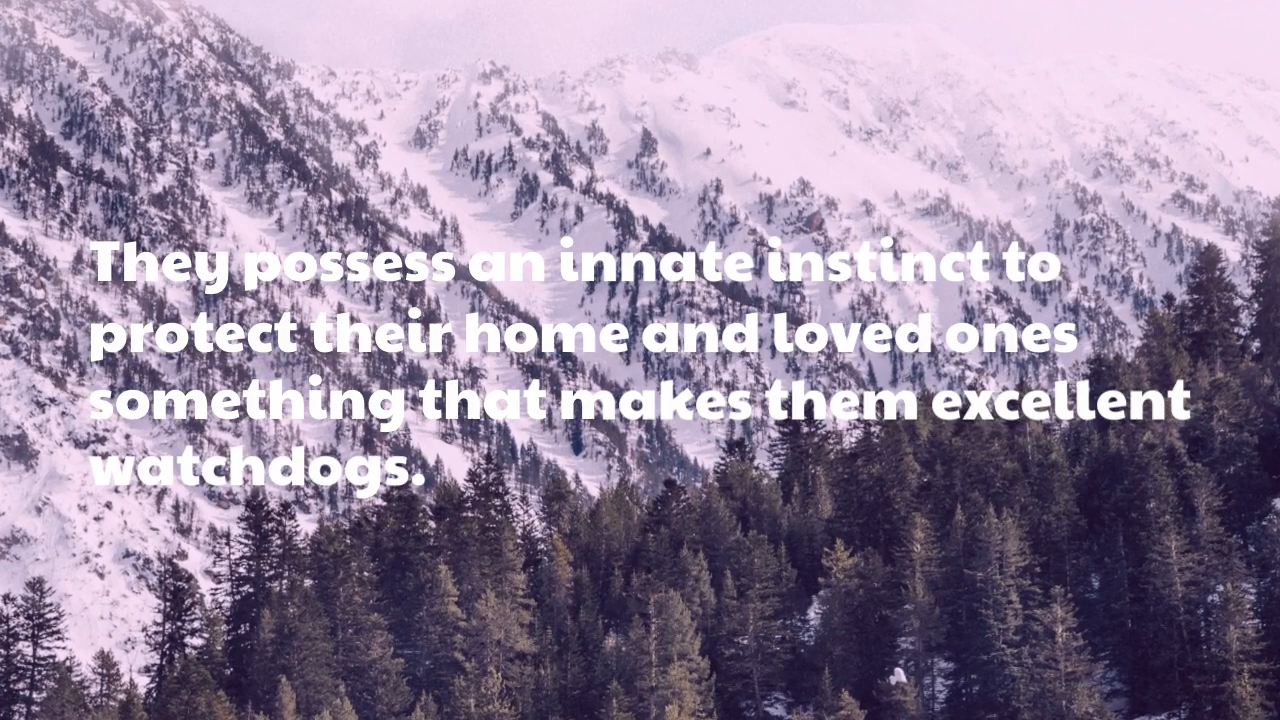 They possess an innate instinct to
protect their home and loved ones
something that makes them excellent
watchdogs.